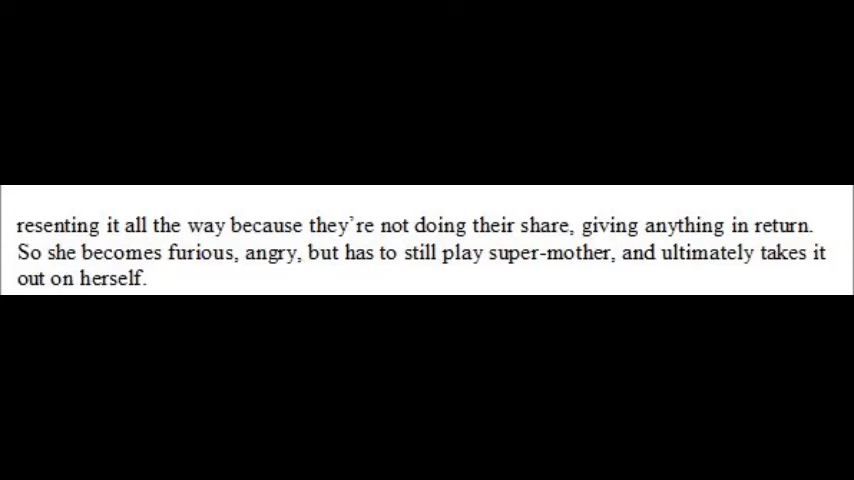 resenting it all the way because they’re not doing their share, giving anything in return.
So she becomes furious, angry, but has to still play super-mother, and ultimately takes it
out on herself.